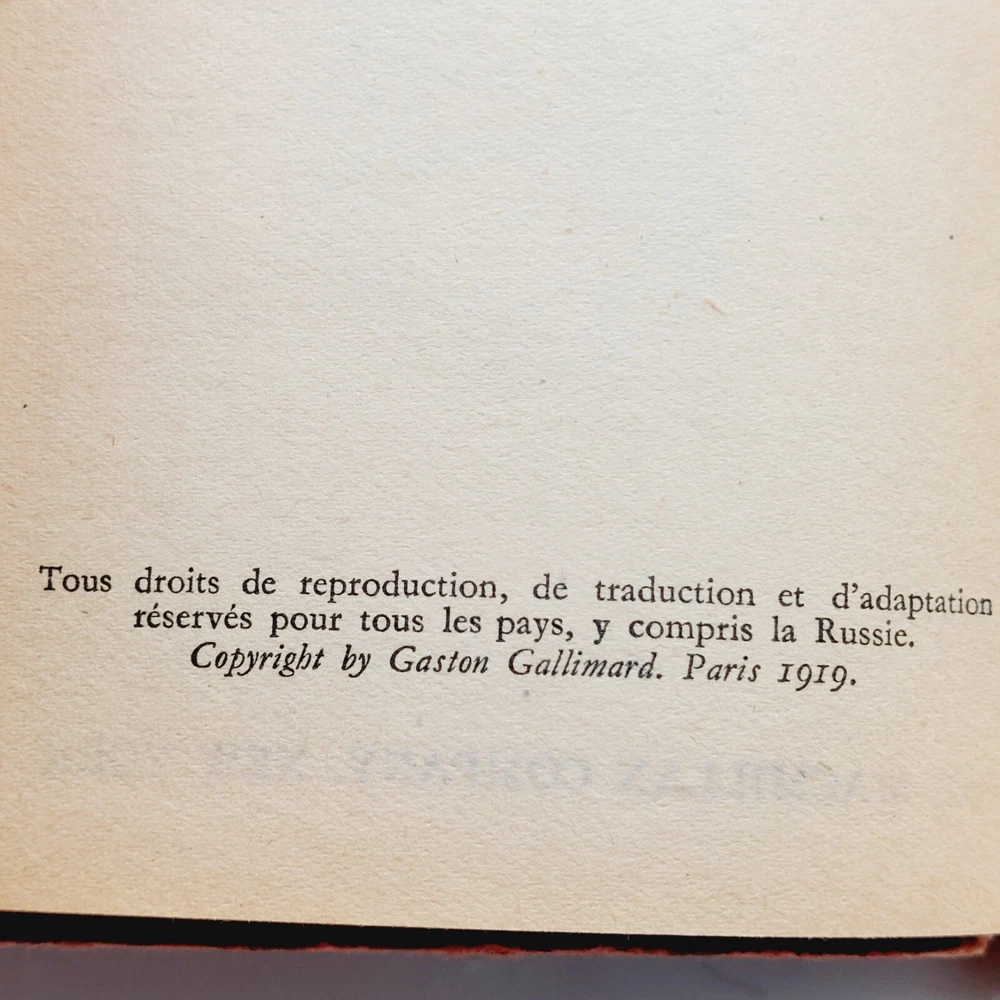 Tous droits de reproduction, de traduction et d'adaptation
réservés pour tous les pays, y compris la Russie.
Copyright by Gaston Gallimard. Paris 1919.